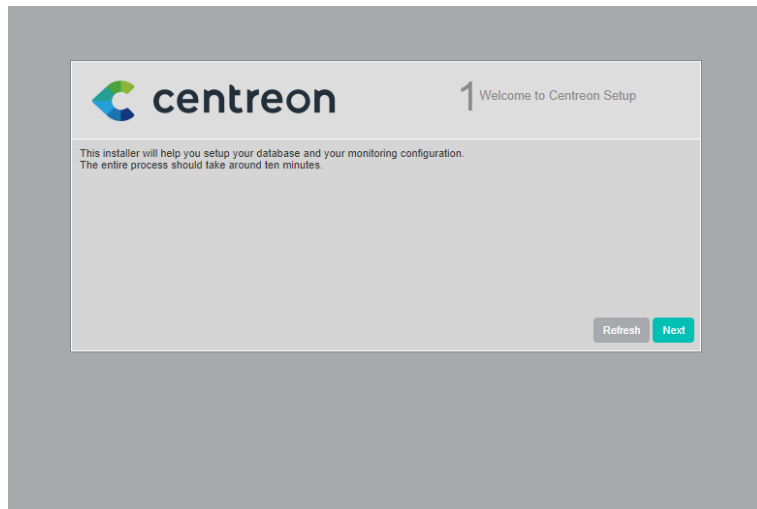 centreon
1 Welcome to Centreon Setup
This installer will help you setup your database and your monitoring configuration.
The entire process should take around ten minutes.
Refresh Next